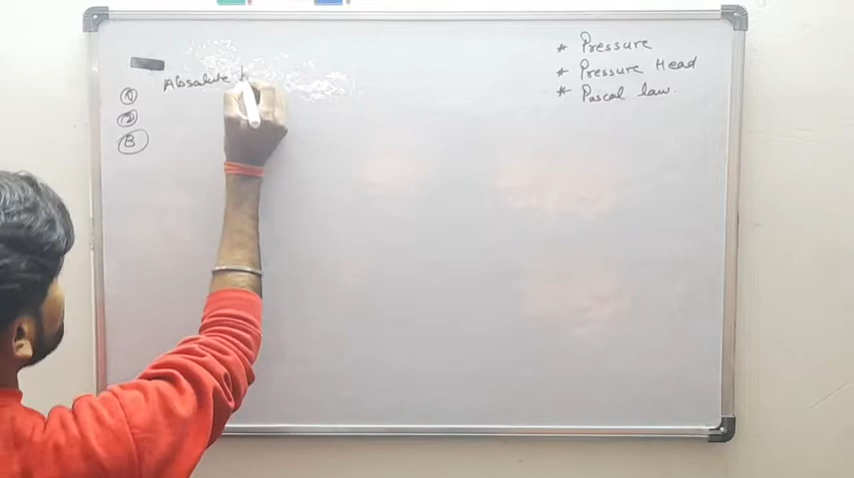 Absolute
①
②
③
* Pressure
* Pressure Head
* Pascal law.